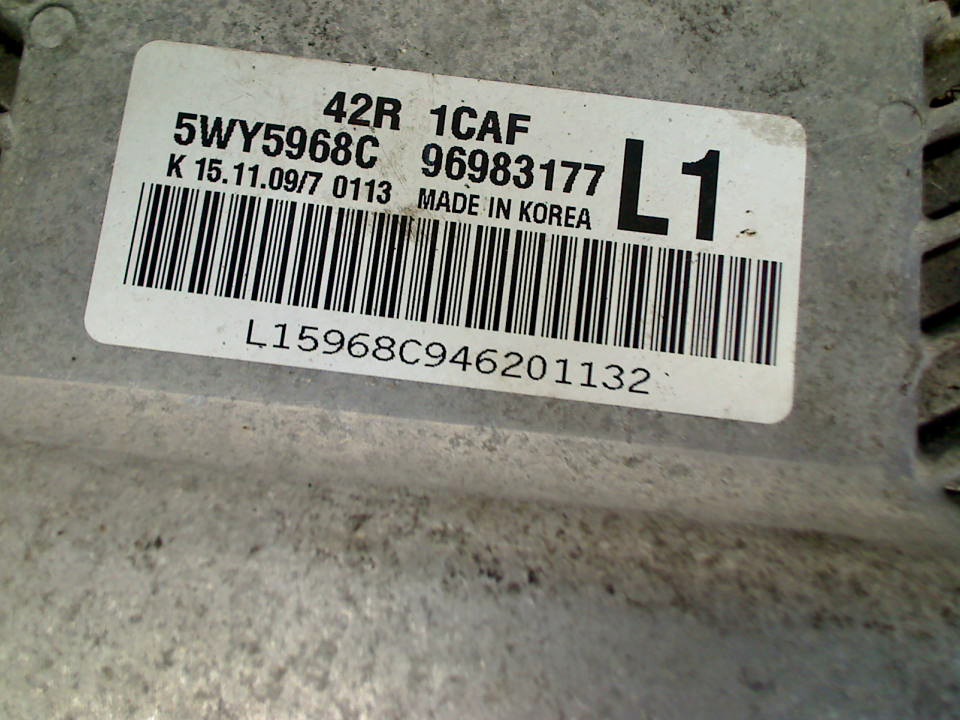 42R 1CAF
5WY5968C 96983177 L1
K 15.11.09/7 0113 MADE IN KOREA
L15968C946201132